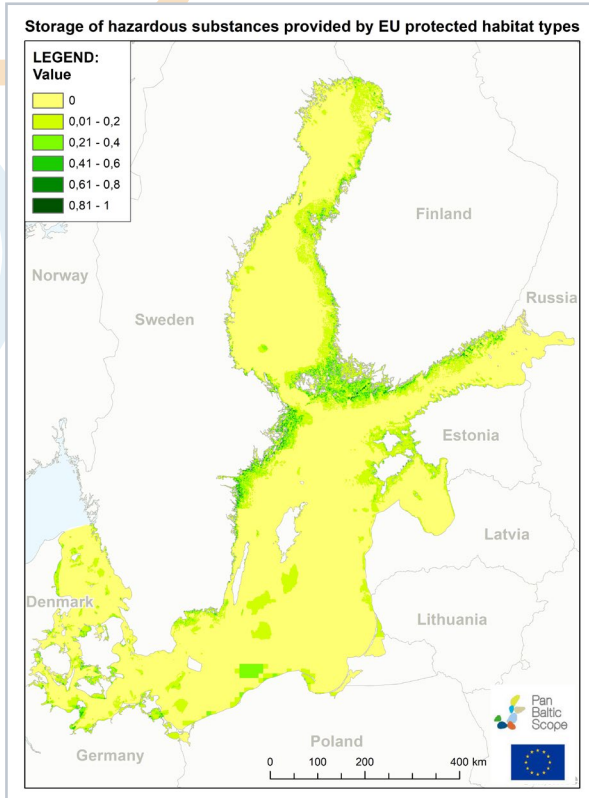 Storage of hazardous substances provided by EU protected habitat types
LEGEND:
Value
0
0,01 - 0,2
0,21 - 0,4
0,41 - 0,6
0,61 - 0,8
0,81 - 1
Finland
Norway
Russia
Sweden
Estonia
Latvia
Denmark
Lithuania
Pan
Baltic
Scope
Poland
Germany
0 100 200 400 km